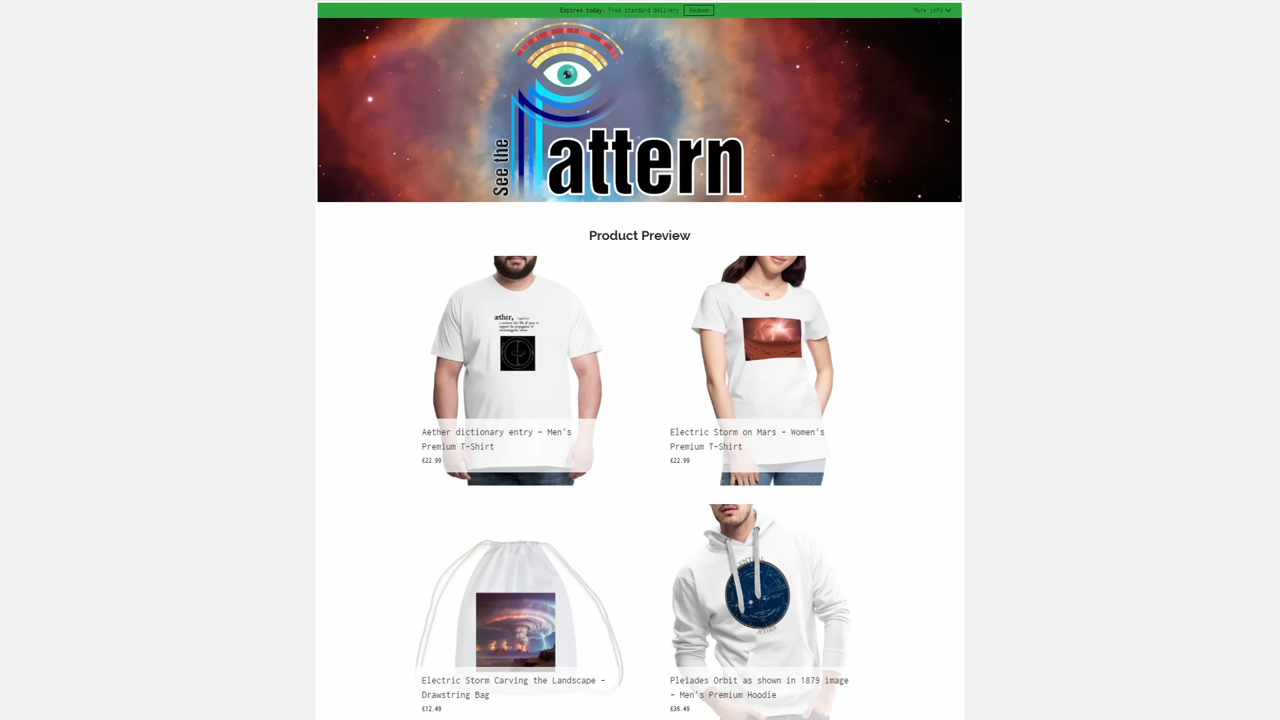 Expires today: Free standard delivery Redeem More info
See the Pattern
Product Preview
æther,
Aether dictionary entry – Men's
Premium T-Shirt
£22.99
Electric Storm on Mars – Women's
Premium T-Shirt
£22.99
Electric Storm Carving the Landscape –
Drawstring Bag
£12.49
Pleiades Orbit as shown in 1879 image
– Men's Premium Hoodie
£36.49